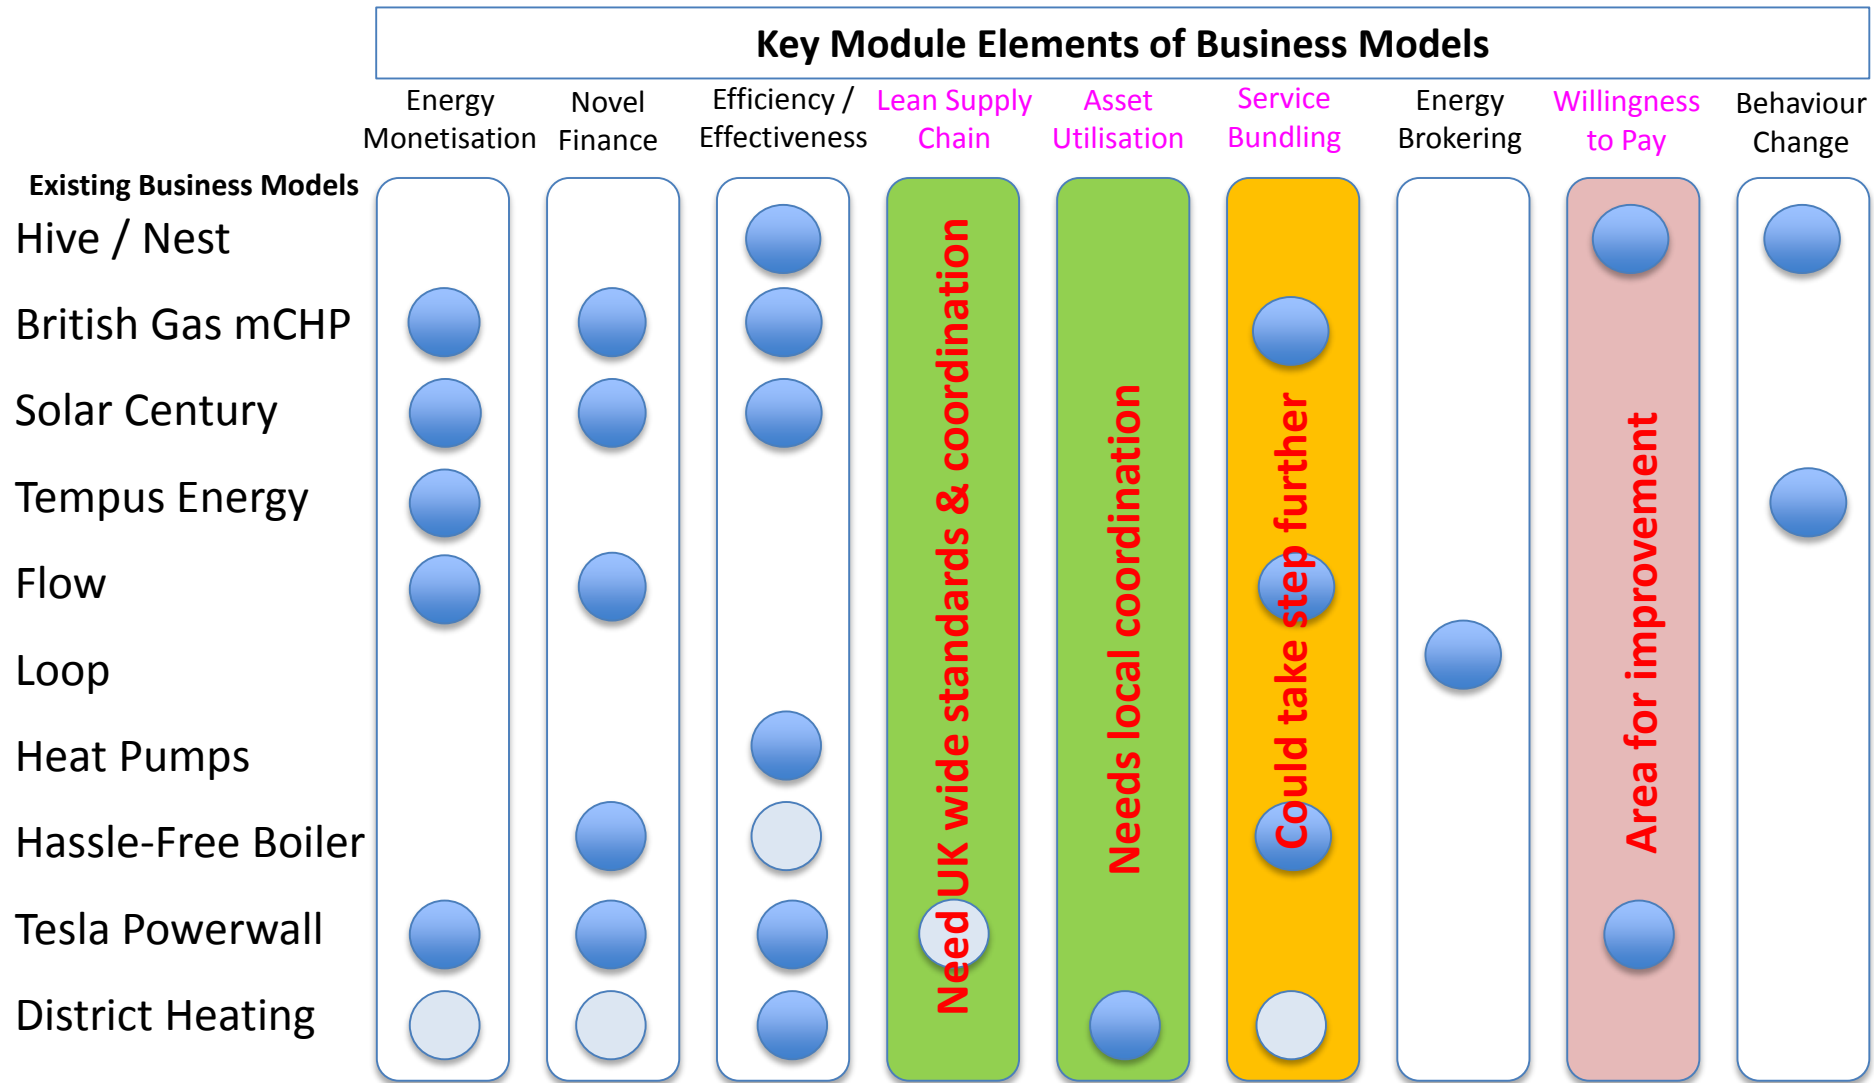 Key Module Elements of Business Models
Energy
Monetisation
Novel
Finance
Efficiency /
Effectiveness
Lean Supply
Chain
Asset
Utilisation
Service
Bundling
Energy
Brokering
Willingness
to Pay
Behaviour
Change
Existing Business Models
Hive / Nest
British Gas mCHP
Solar Century
Tempus Energy
Flow
Loop
Heat Pumps
Hassle-Free Boiler
Tesla Powerwall
District Heating
Need UK wide standards & coordination
Needs local coordination
Could take step further
Area for improvement